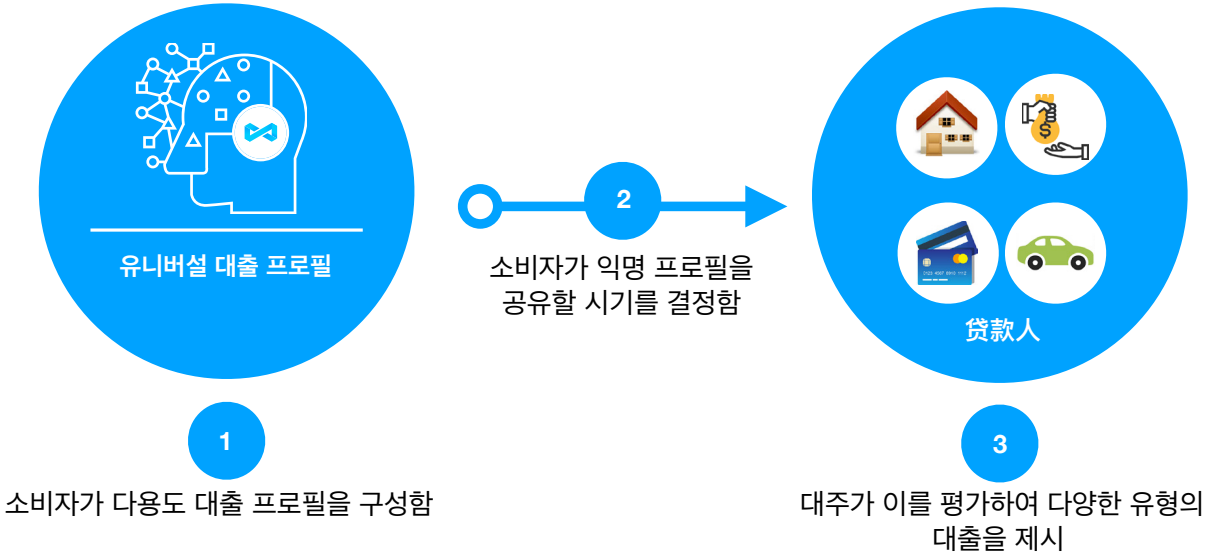 유니버설 대출 프로필
1
소비자가 다용도 대출 프로필을 구성함
2
소비자가 익명 프로필을
공유할 시기를 결정함
贷款人
3
대주가 이를 평가하여 다양한 유형의
대출을 제시